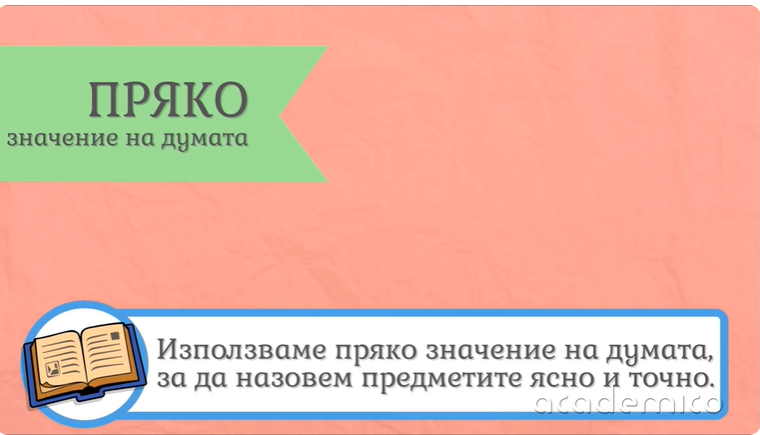 ПРЯКО
значение на думата
Използваме пряко значение на думата,
за да назовем предметите ясно и точно.
academico